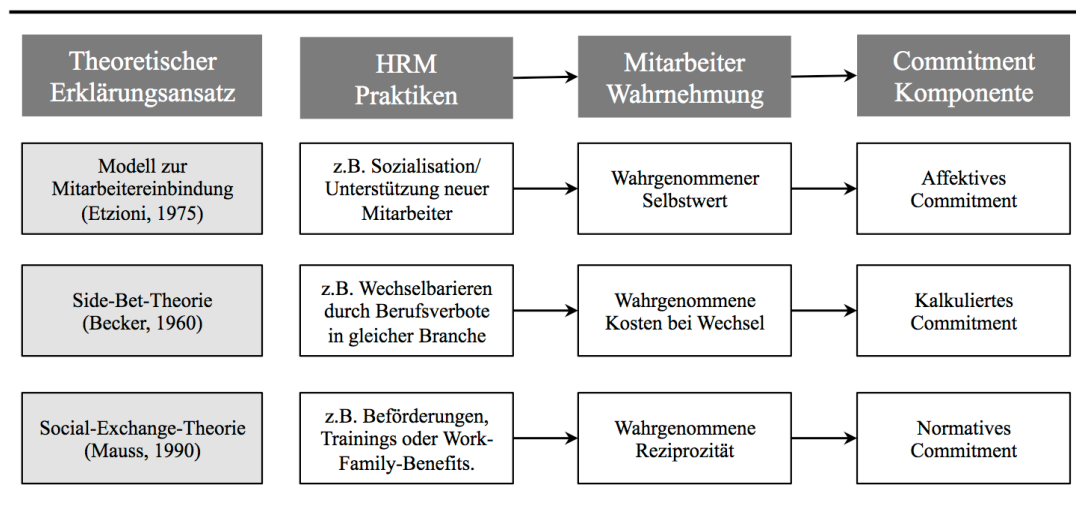 Theoretischer
Erklärungsansatz
HRM
Praktiken
Mitarbeiter
Wahrnehmung
Commitment
Komponente
Modell zur
Mitarbeitereinbindung
(Etzioni, 1975)
z.B. Sozialisation/
Unterstützung neuer
Mitarbeiter
Wahrgenommener
Selbstwert
Affektives
Commitment
Side-Bet-Theorie
(Becker, 1960)
z.B. Wechselbarieren
durch Berufsverbote
in gleicher Branche
Wahrgenommene
Kosten bei Wechsel
Kalkuliertes
Commitment
Social-Exchange-Theorie
(Mauss, 1990)
z.B. Beförderungen,
Trainings oder Work-
Family-Benefits.
Wahrgenommene
Reziprozität
Normatives
Commitment